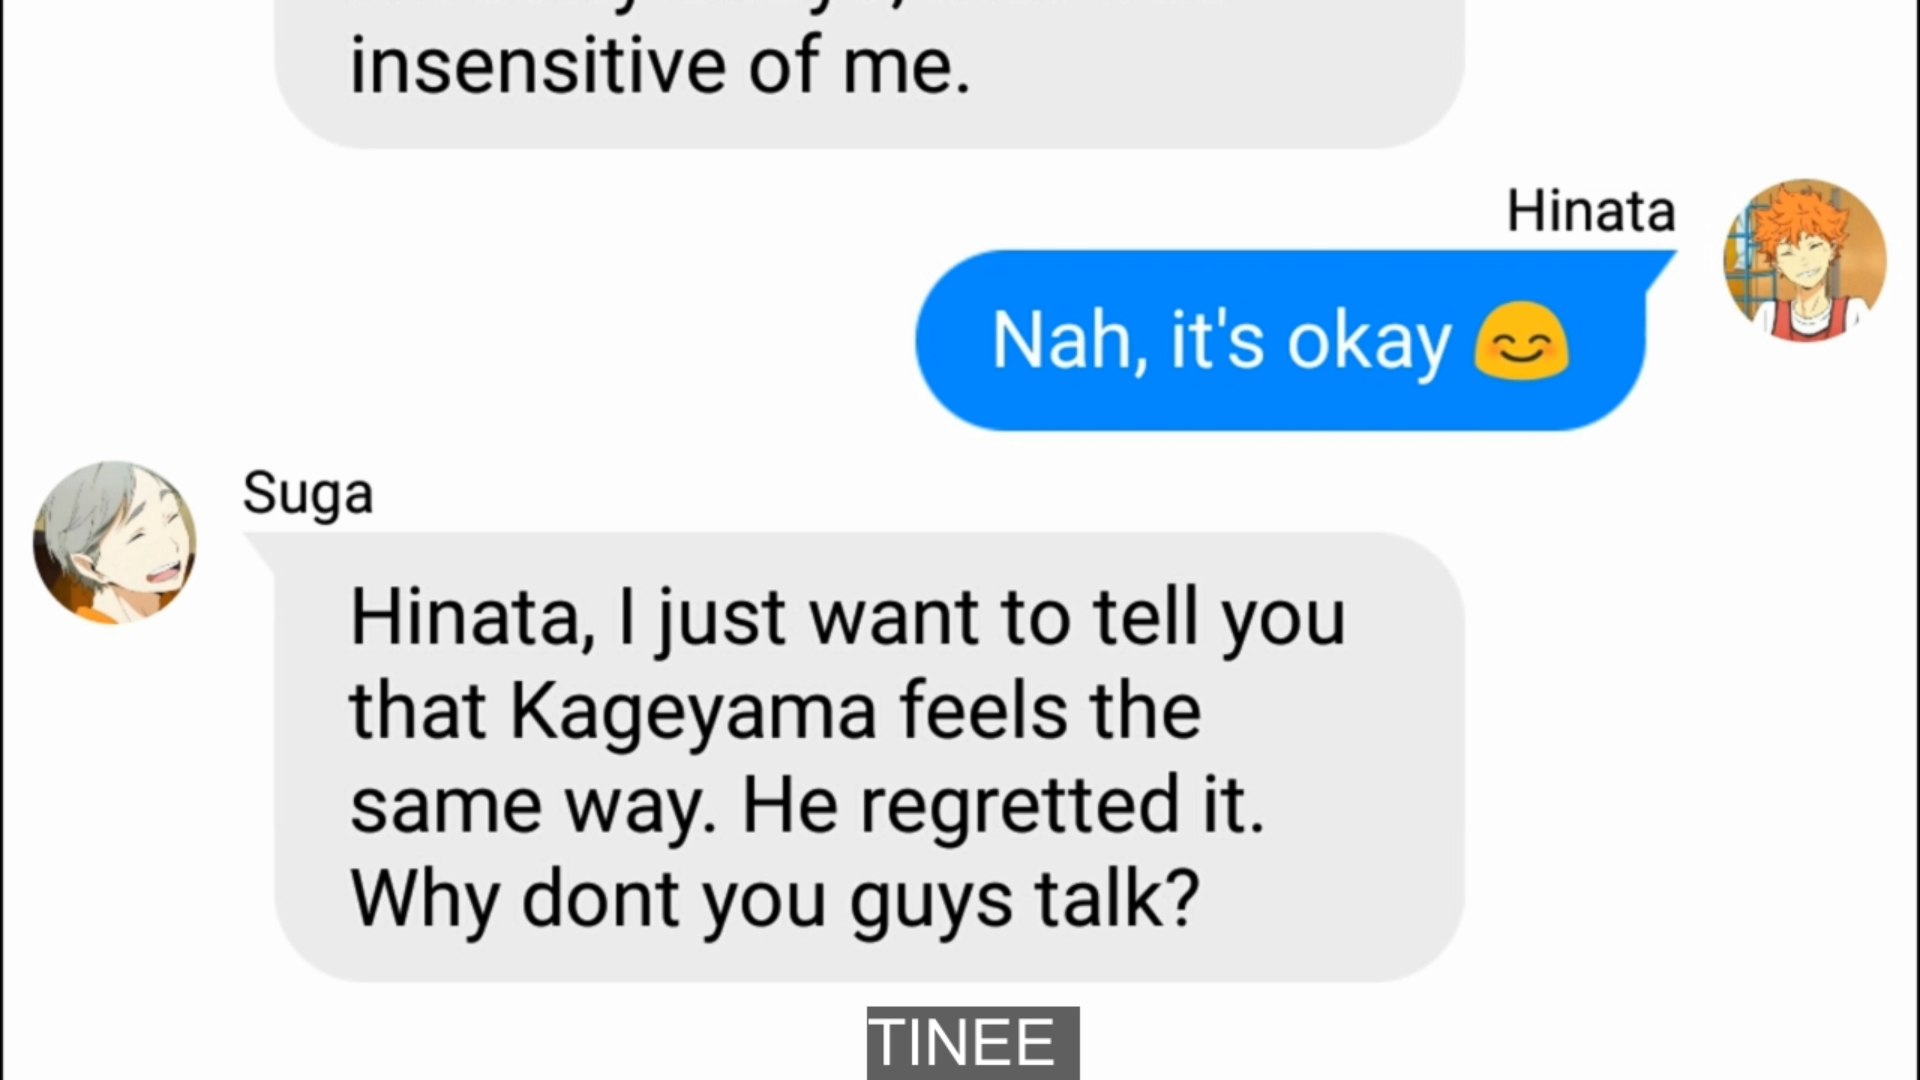 insensitive of me.
Hinata
Nah, it's okay 😊
Suga
Hinata, I just want to tell you
that Kageyama feels the
same way. He regretted it.
Why dont you guys talk?
TINEE